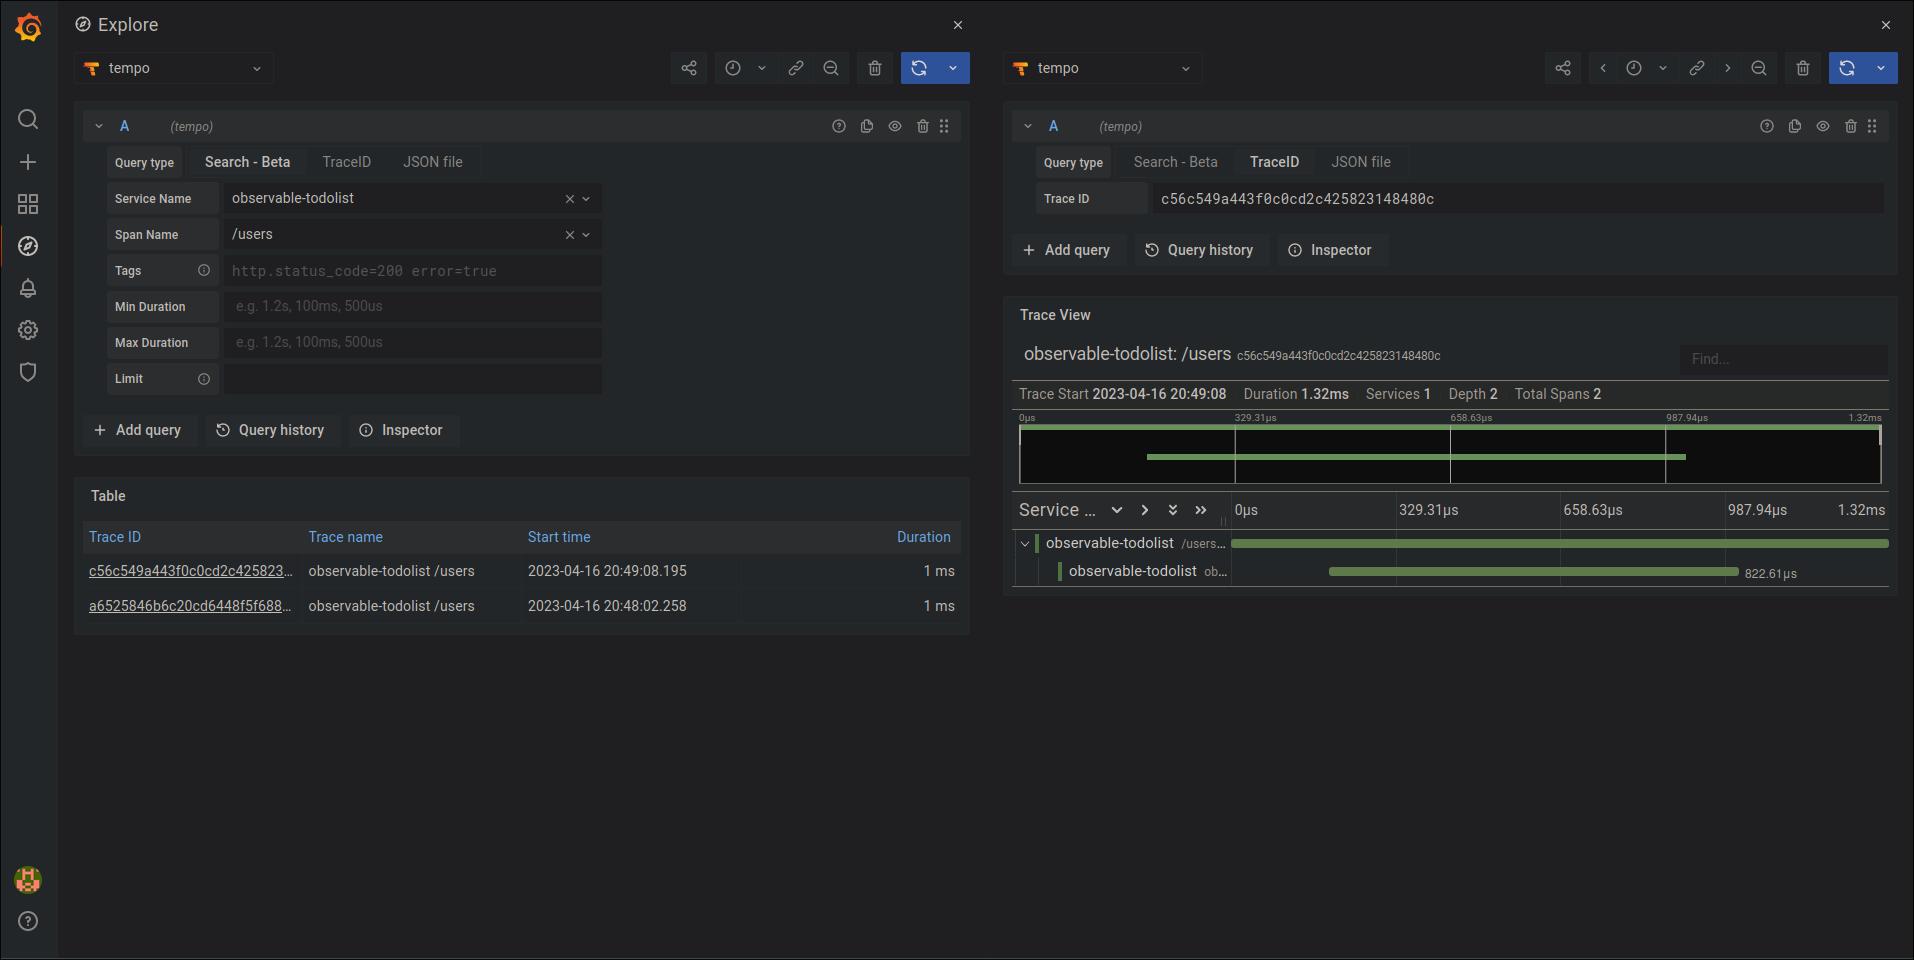 Explore
tempo
A (tempo)
Query type Search - Beta TraceID JSON file
Service Name observable-todolist
Span Name /users
Tags http.status_code=200 error=true
Min Duration e.g. 1.2s, 100ms, 500us
Max Duration e.g. 1.2s, 100ms, 500us
Limit
Add query Query history Inspector
Table
Trace ID Trace name Start time Duration
c56c549a443f0c0cd2c425823... observable-todolist /users 2023-04-16 20:49:08.195 1 ms
a6525846b6c20cd6448f5f688... observable-todolist /users 2023-04-16 20:48:02.258 1 ms
tempo
A (tempo)
Query type Search - Beta TraceID JSON file
Trace ID c56c549a443f0c0cd2c425823148480c
Add query Query history Inspector
Trace View
observable-todolist: /users c56c549a443f0c0cd2c425823148480c Find...
Trace Start 2023-04-16 20:49:08 Duration 1.32ms Services 1 Depth 2 Total Spans 2
0μs 329.31μs 658.63μs 987.94μs 1.32ms
Service ... 0μs 329.31μs 658.63μs 987.94μs 1.32ms
observable-todolist /users...
observable-todolist ob... 822.61μs